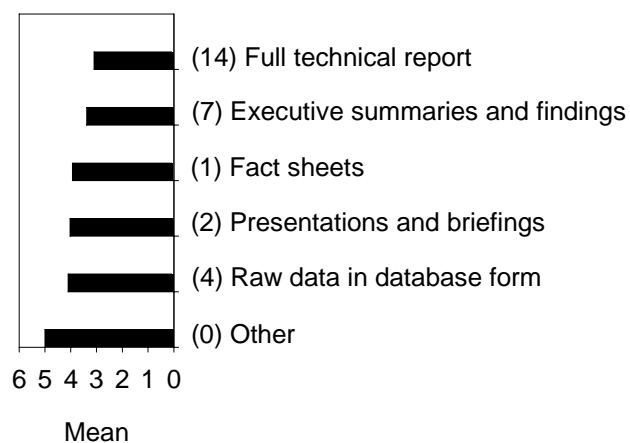 (14) Full technical report
(7) Executive summaries and findings
(1) Fact sheets
(2) Presentations and briefings
(4) Raw data in database form
(0) Other
6 5 4 3 2 1 0
Mean